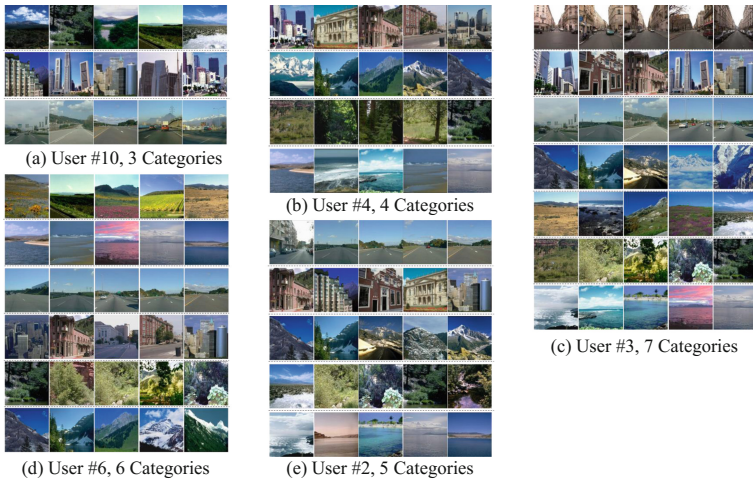 (a) User #10, 3 Categories
(b) User #4, 4 Categories
(c) User #3, 7 Categories
(d) User #6, 6 Categories
(e) User #2, 5 Categories